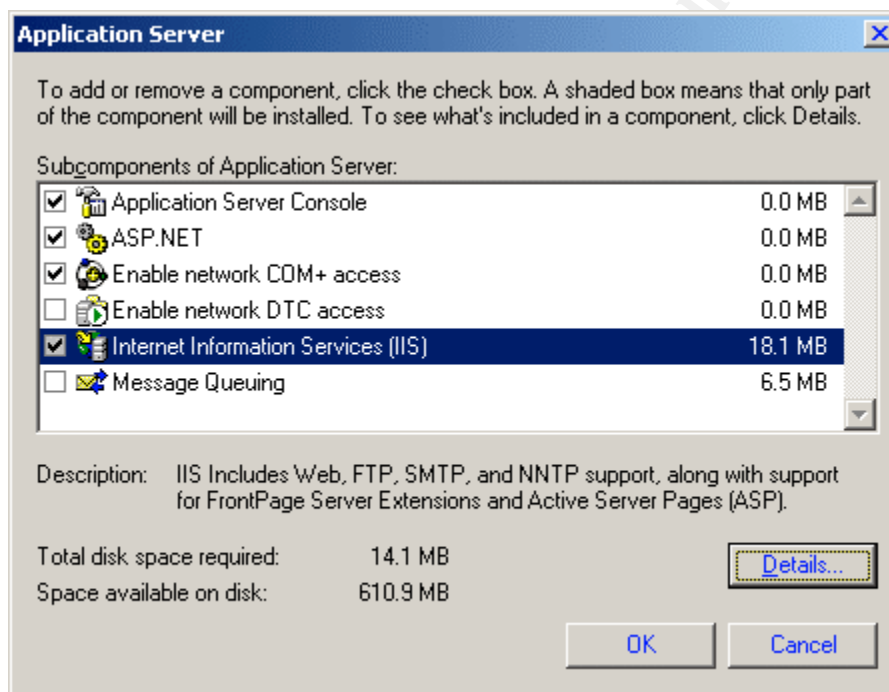 Application Server
To add or remove a component, click the check box. A shaded box means that only part
of the component will be installed. To see what's included in a component, click Details.
Subcomponents of Application Server:
Application Server Console 0.0 MB
ASP.NET 0.0 MB
Enable network COM+ access 0.0 MB
Enable network DTC access 0.0 MB
Internet Information Services (IIS) 18.1 MB
Message Queuing 6.5 MB
Description: IIS Includes Web, FTP, SMTP, and NNTP support, along with support
for FrontPage Server Extensions and Active Server Pages (ASP).
Total disk space required: 14.1 MB
Details...
Space available on disk: 610.9 MB
OK Cancel